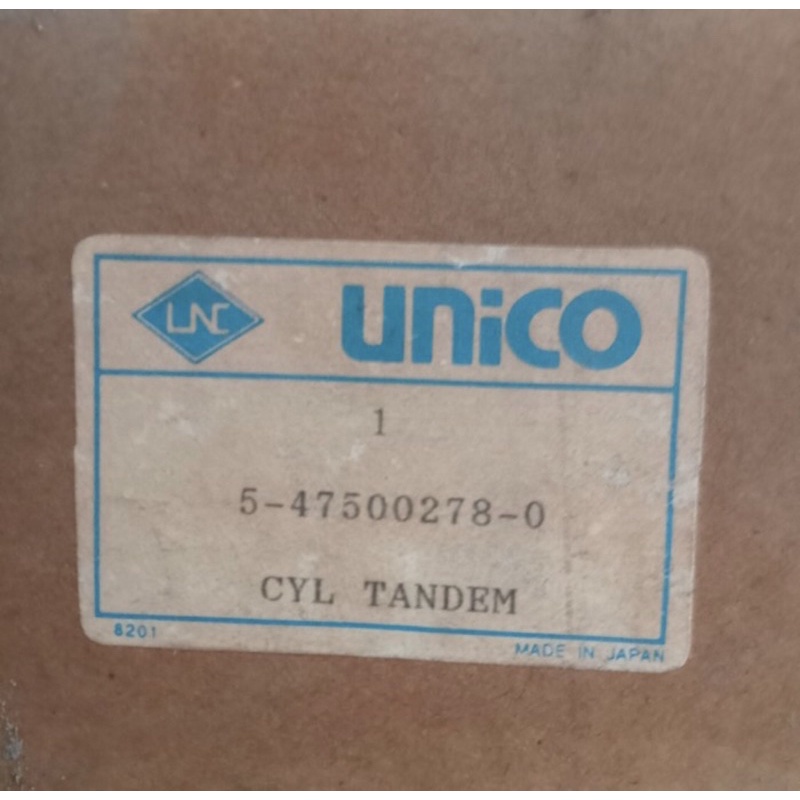 UNC UNiCO
1
5-47500278-0
CYL TANDEM
8201
MADE IN JAPAN